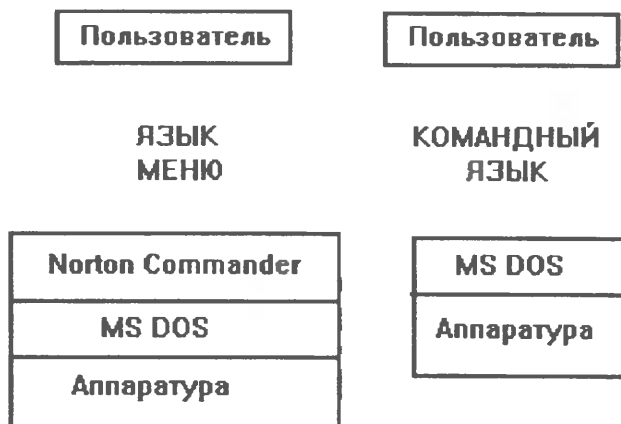 Пользователь
ЯЗЫК
МЕНЮ
Norton Commander
MS DOS
Аппаратура
Пользователь
КОМАНДНЫЙ
ЯЗЫК
MS DOS
Аппаратура